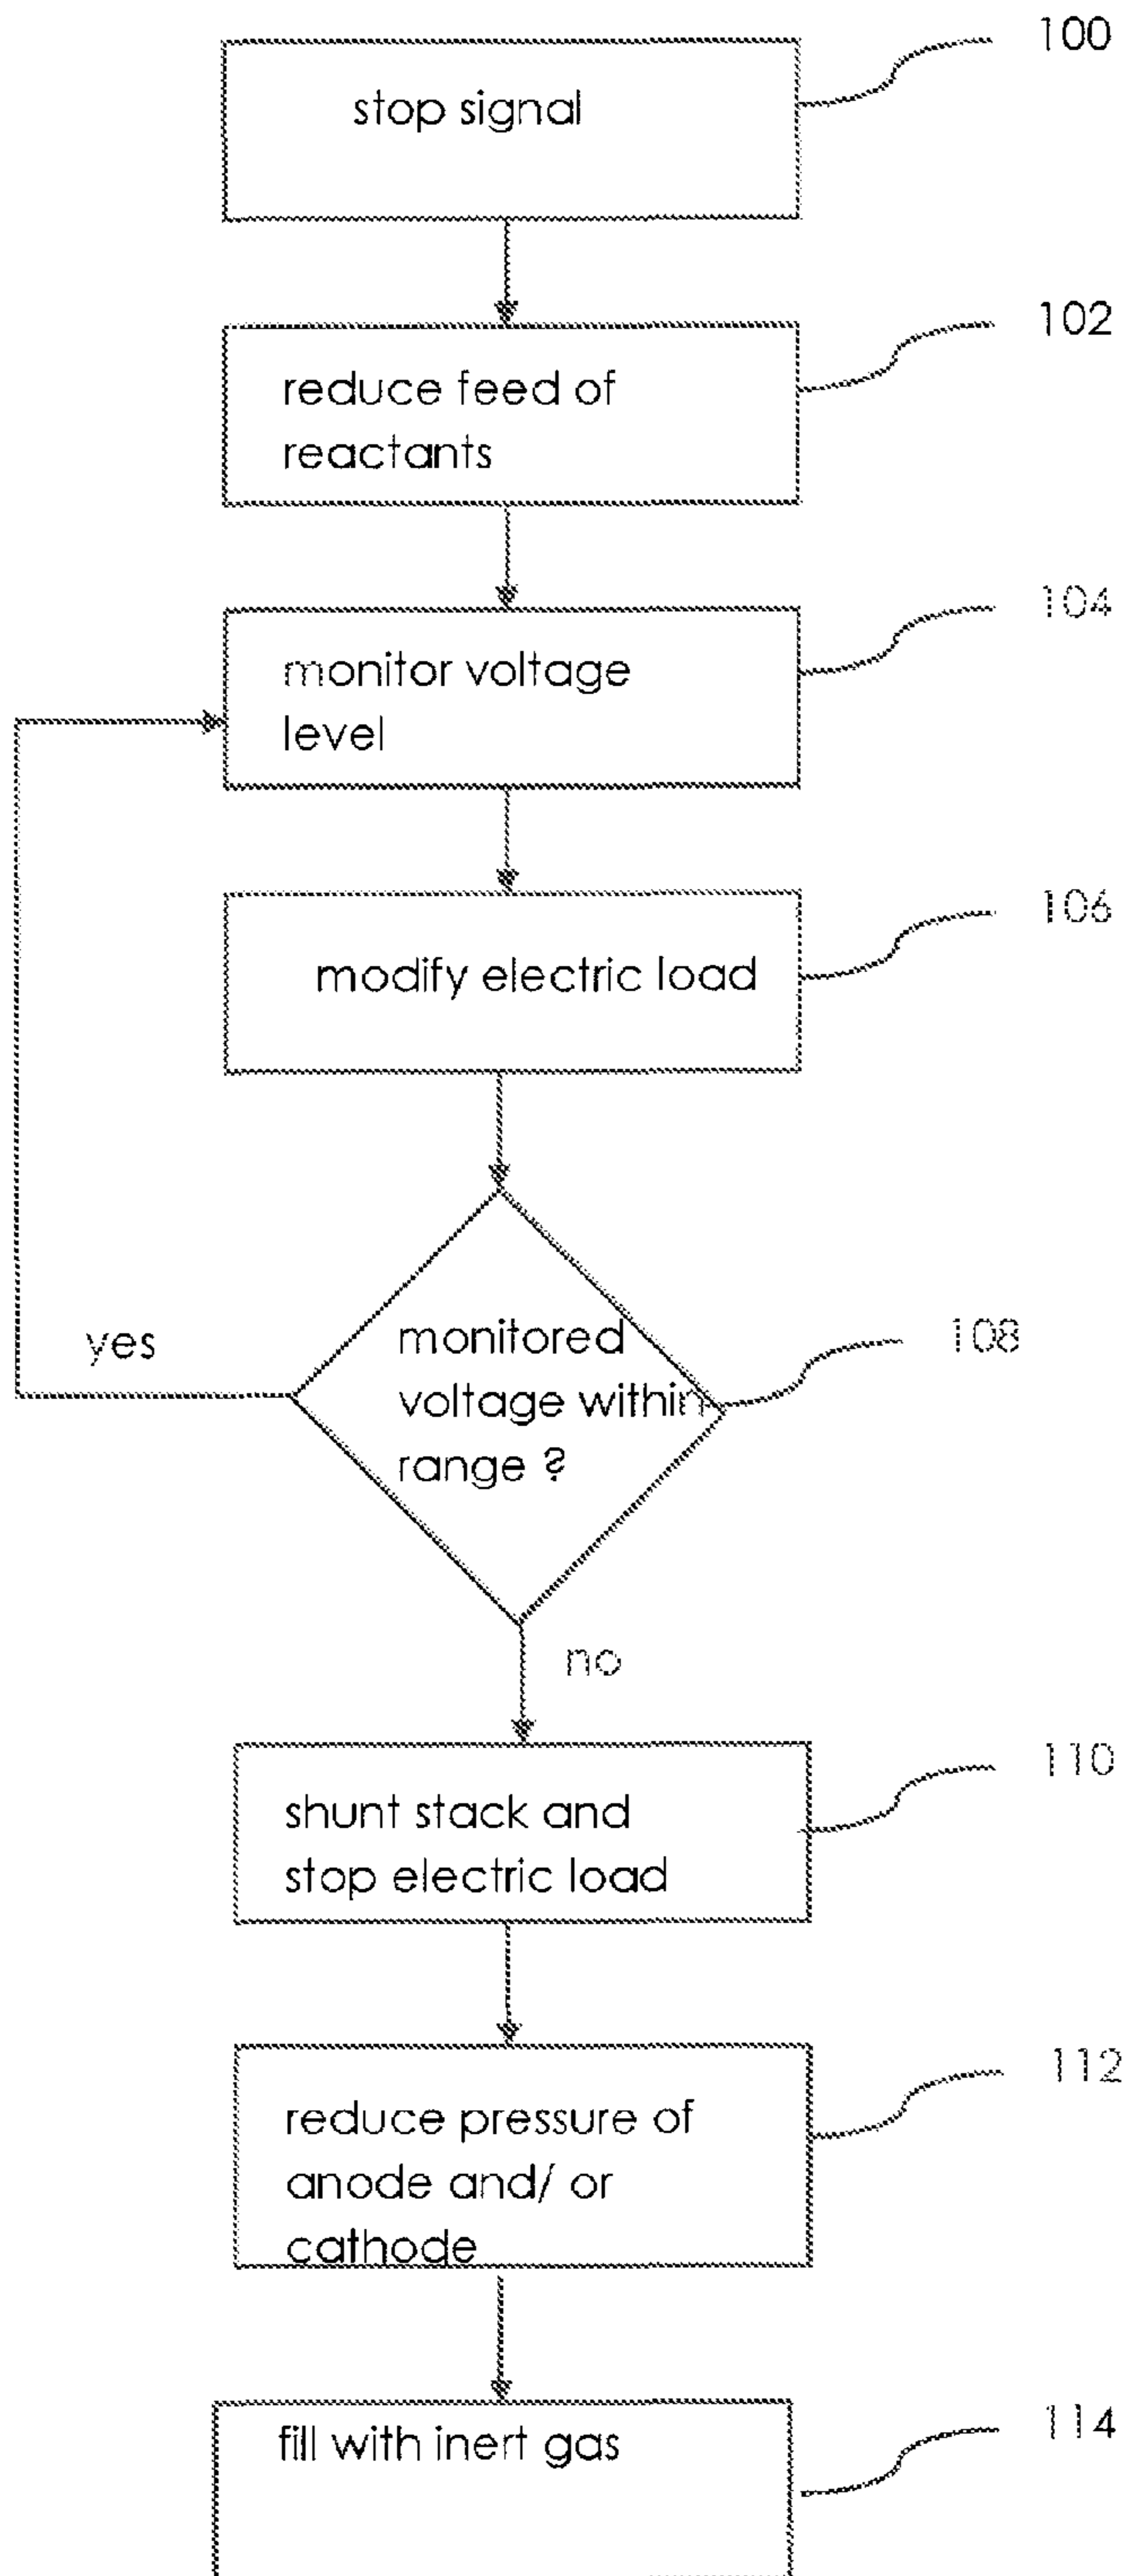 100
stop signal
102
reduce feed of
reactants
104
monitor voltage
level
106
modify electric load
108
monitored
voltage within
range ?
yes
no
110
shunt stack and
stop electric load
112
reduce pressure of
anode and/ or
cathode
114
fill with inert gas